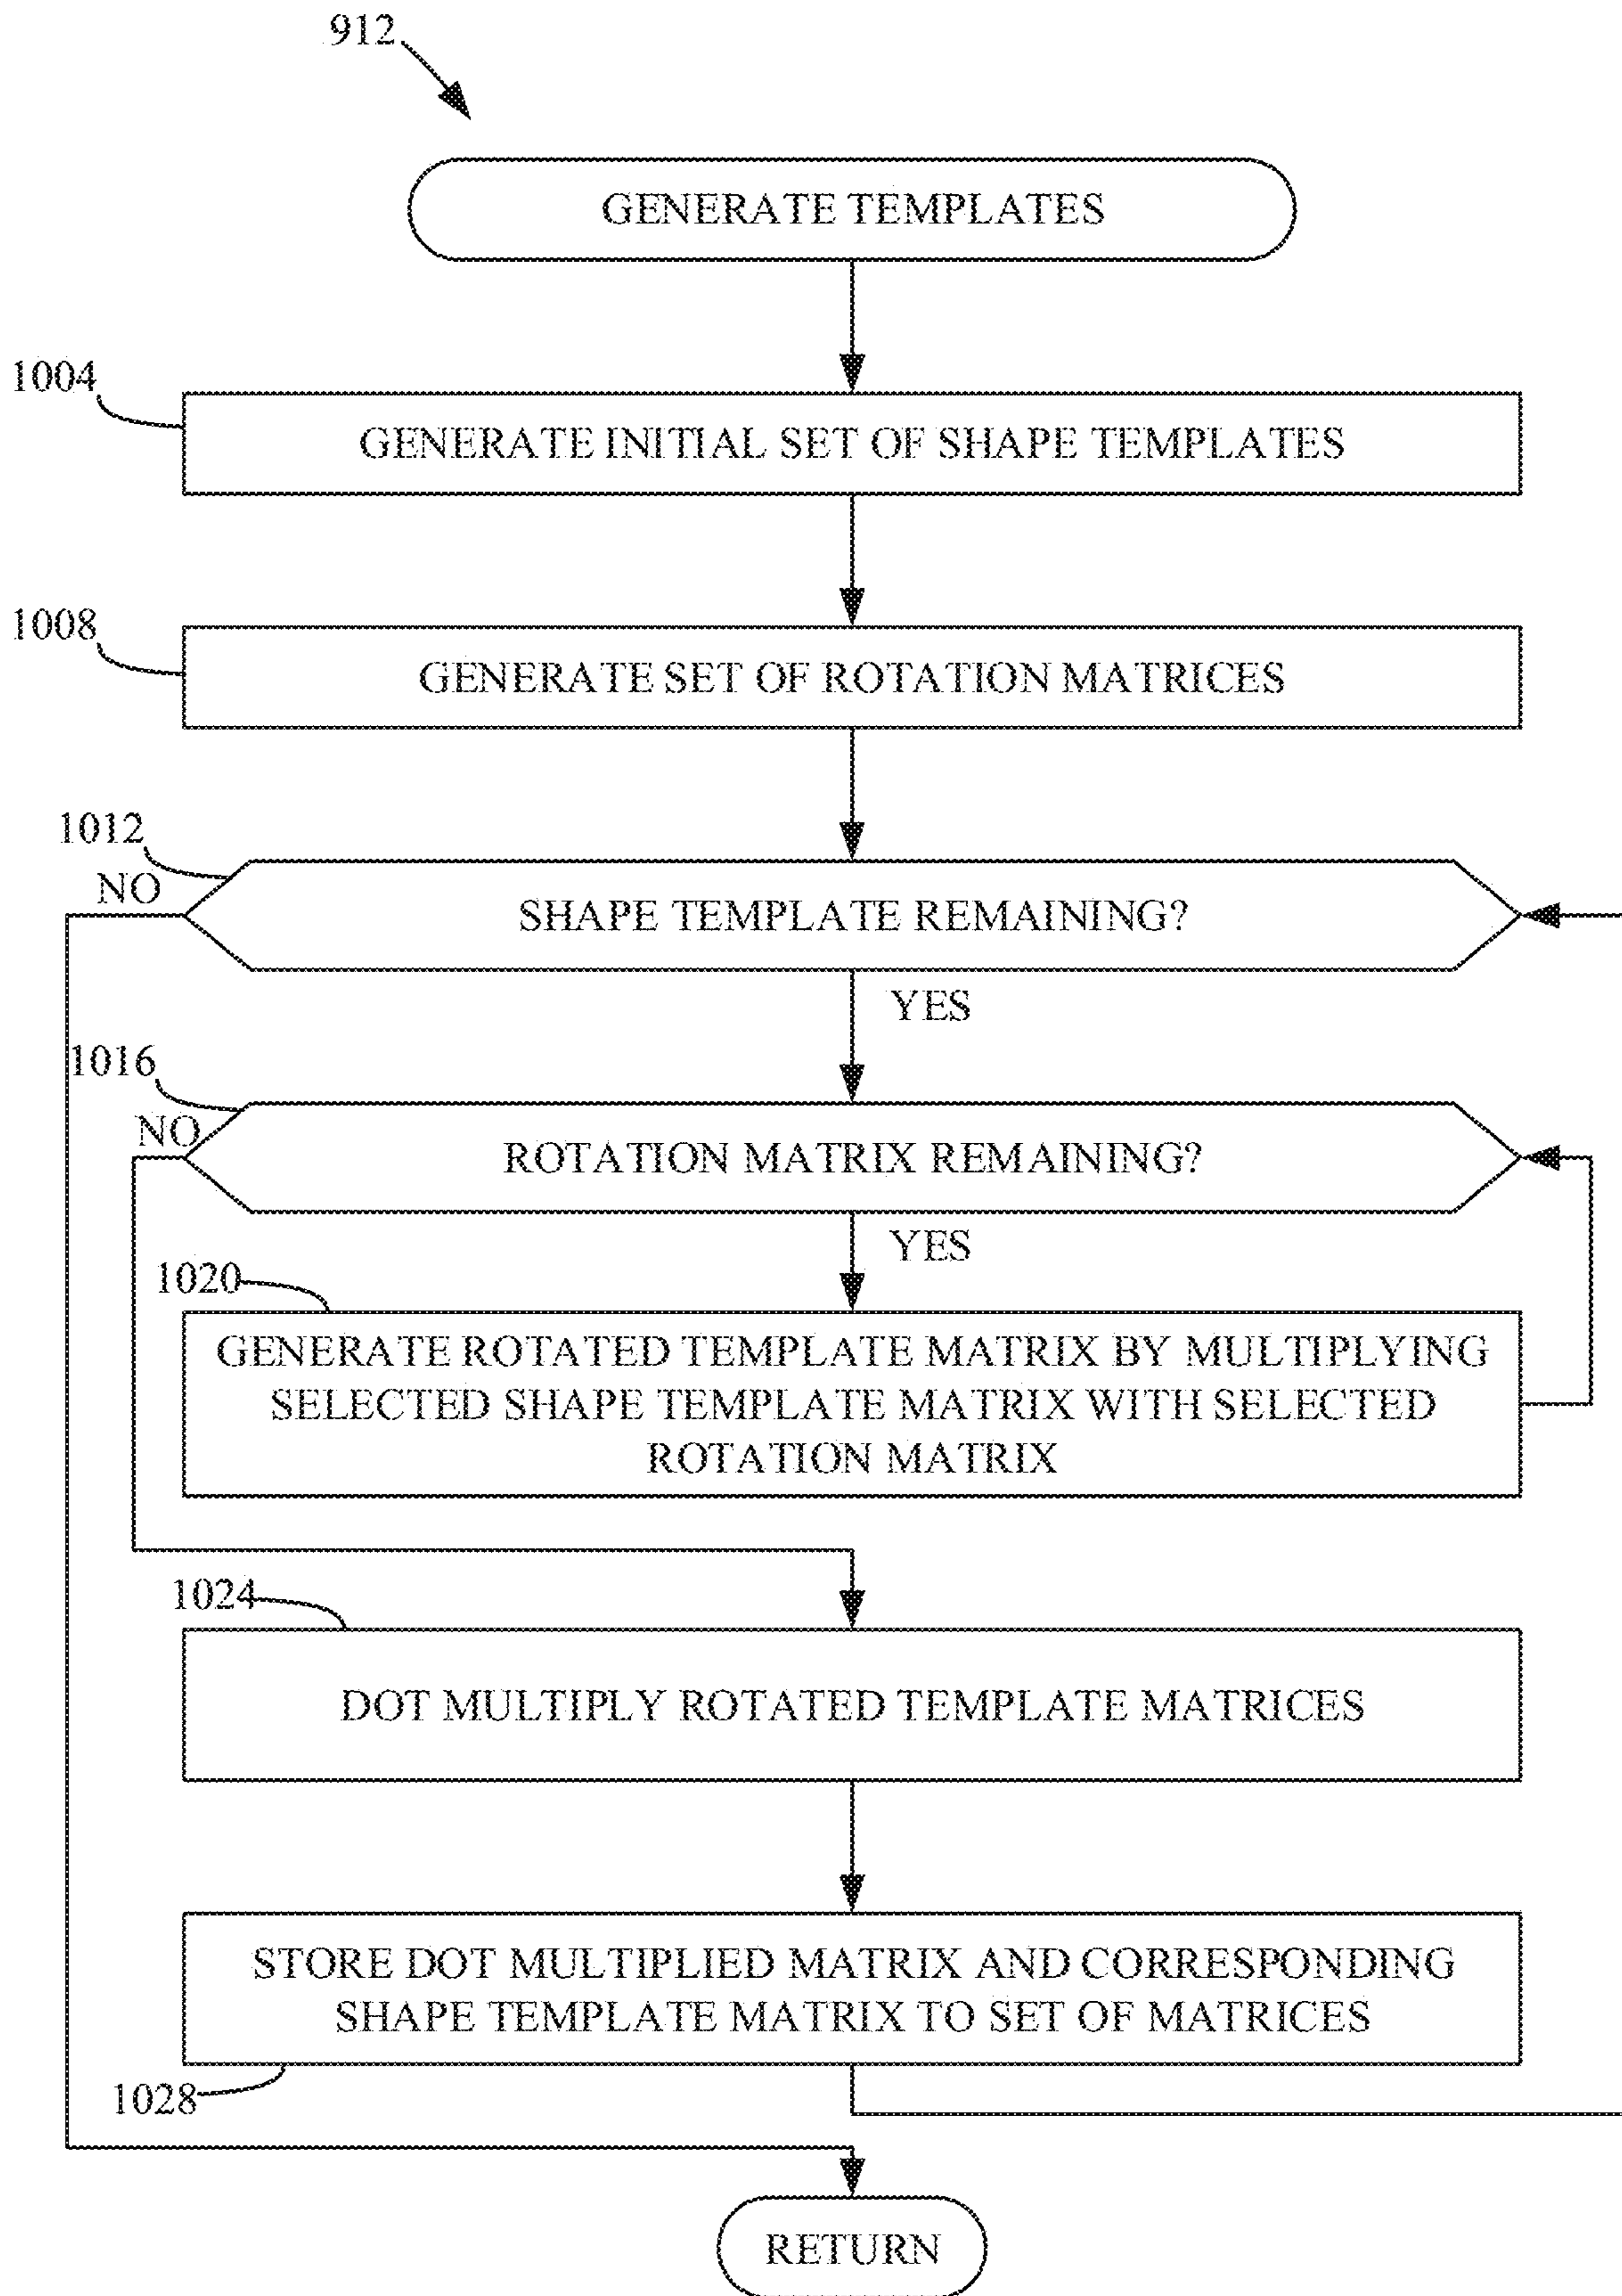 912
GENERATE TEMPLATES
1004
GENERATE INITIAL SET OF SHAPE TEMPLATES
1008
GENERATE SET OF ROTATION MATRICES
1012
NO
SHAPE TEMPLATE REMAINING?
YES
1016
NO
ROTATION MATRIX REMAINING?
YES
1020
GENERATE ROTATED TEMPLATE MATRIX BY MULTIPLYING
SELECTED SHAPE TEMPLATE MATRIX WITH SELECTED
ROTATION MATRIX
1024
DOT MULTIPLY ROTATED TEMPLATE MATRICES
STORE DOT MULTIPLIED MATRIX AND CORRESPONDING
SHAPE TEMPLATE MATRIX TO SET OF MATRICES
1028
RETURN